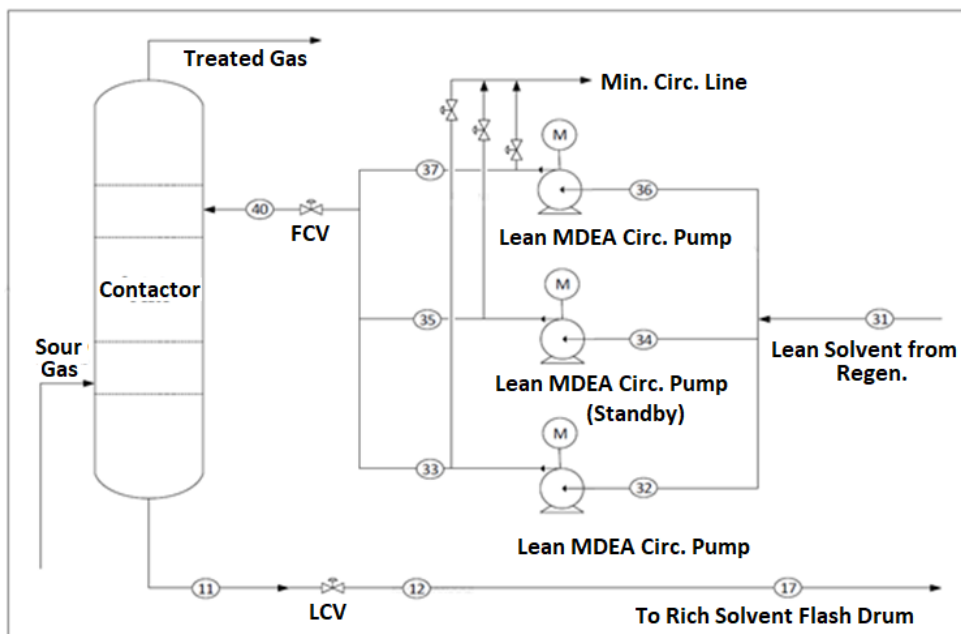 Treated Gas
Min. Circ. Line
M
37
36
40
FCV
Lean MDEA Circ. Pump
Contactor
M
35
34
31
Sour
Gas
Lean Solvent from
Regen.
Lean MDEA Circ. Pump
(Standby)
M
33
32
Lean MDEA Circ. Pump
11
12
17
LCV
To Rich Solvent Flash Drum